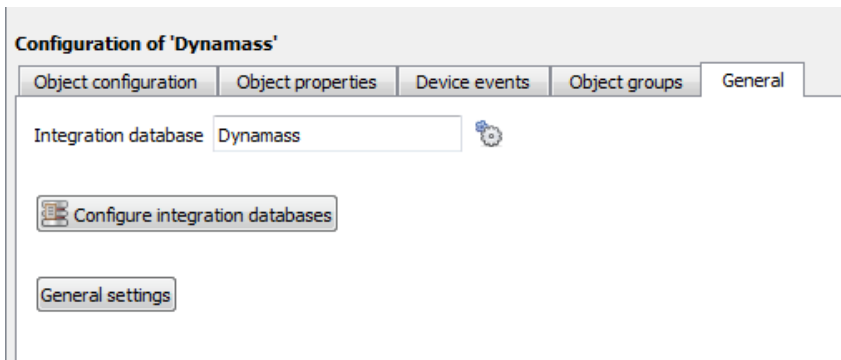 Configuration of 'Dynamass'
Object configuration Object properties Device events Object groups General
Integration database Dynamass
Configure integration databases
General settings